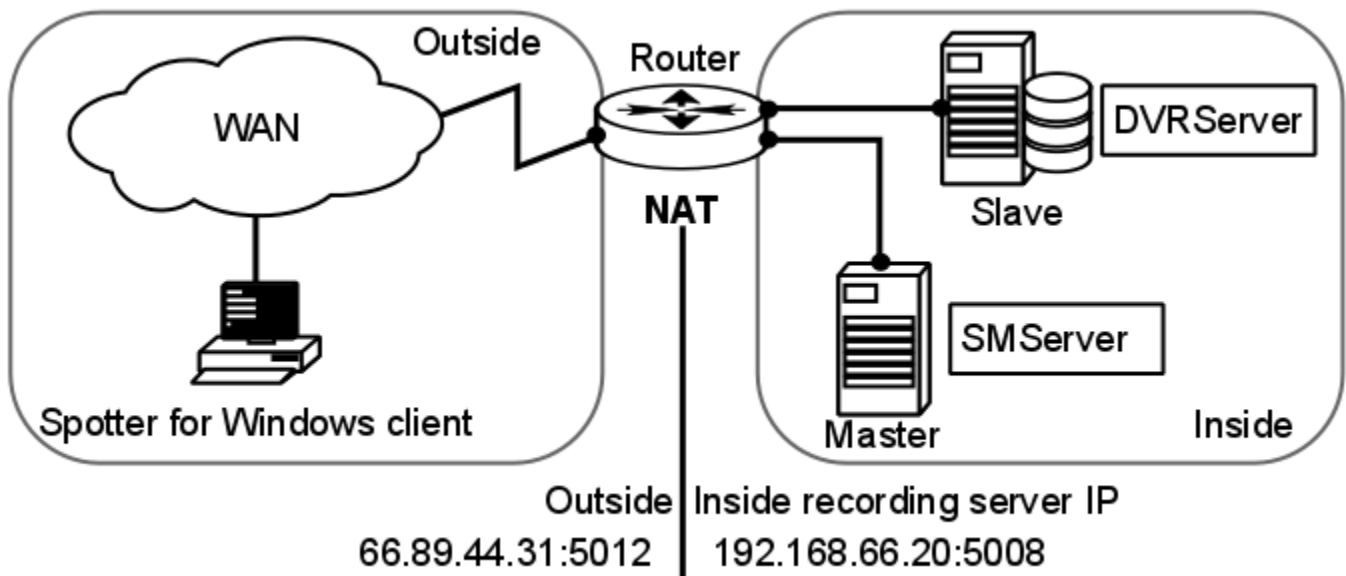 Outside
Router
WAN
DVRServer
NAT
Slave
SMServer
Spotter for Windows client
Master
Inside
Outside Inside recording server IP
66.89.44.31:5012 192.168.66.20:5008